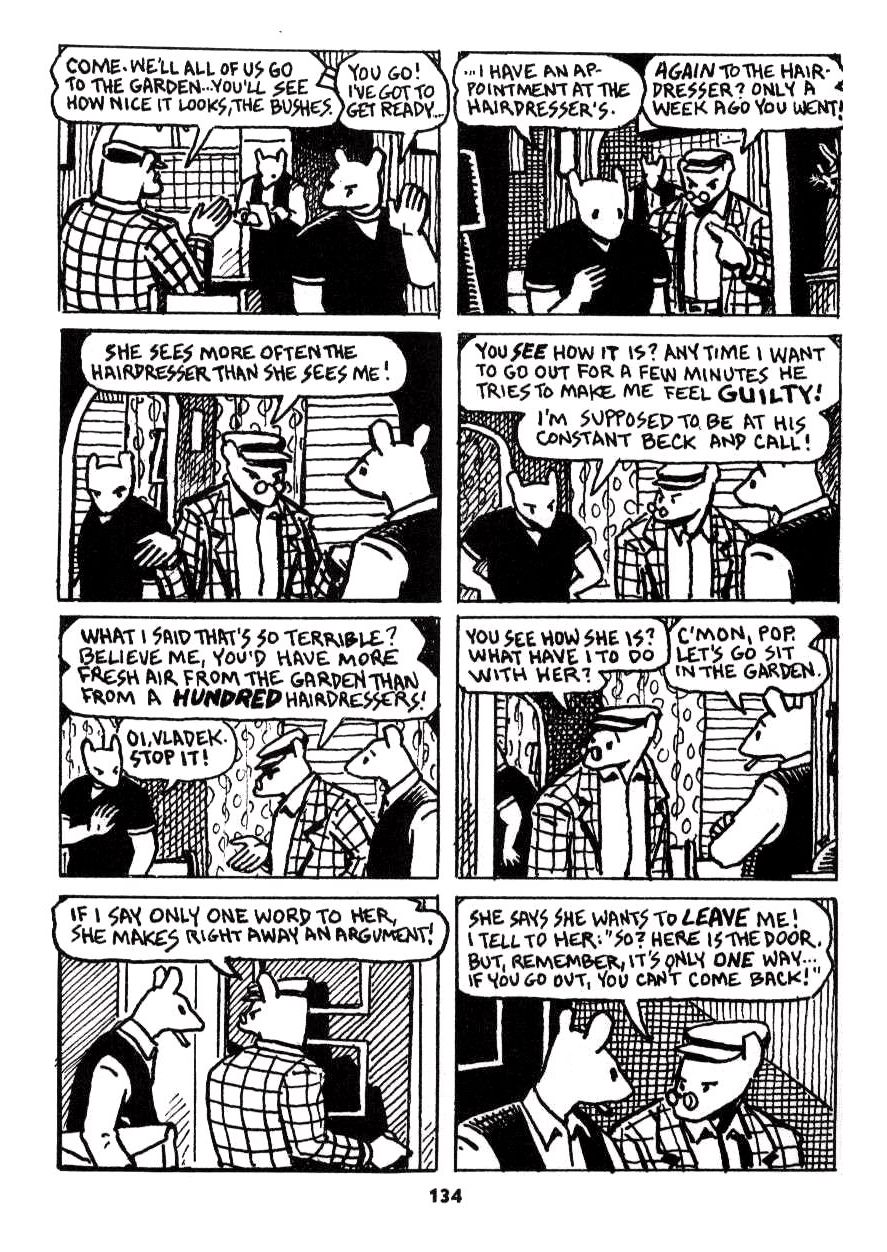 COME. WE'LL ALL OF US GO
TO THE GARDEN...YOU'LL SEE
HOW NICE IT LOOKS, THE BUSHES.
YOU GO!
I'VE GOT TO
GET READY...
...I HAVE AN AP-
POINTMENT AT THE
HAIRDRESSER'S.
AGAIN TO THE HAIR-
DRESSER? ONLY A
WEEK AGO YOU WENT!
SHE SEES MORE OFTEN THE
HAIRDRESSER THAN SHE SEES ME!
YOU SEE HOW IT IS? ANY TIME I WANT
TO GO OUT FOR A FEW MINUTES HE
TRIES TO MAKE ME FEEL GUILTY!
I'M SUPPOSED TO BE AT HIS
CONSTANT BECK AND CALL!
WHAT I SAID THAT'S SO TERRIBLE?
BELIEVE ME, YOU'D HAVE MORE
FRESH AIR FROM THE GARDEN THAN
FROM A HUNDRED HAIRDRESSERS!
OI, VLADEK.
STOP IT!
YOU SEE HOW SHE IS?
WHAT HAVE I TO DO
WITH HER?
C'MON, POP.
LET'S GO SIT
IN THE GARDEN.
IF I SAY ONLY ONE WORD TO HER,
SHE MAKES RIGHT AWAY AN ARGUMENT!
SHE SAYS SHE WANTS TO LEAVE ME!
I TELL TO HER: "SO? HERE IS THE DOOR.
BUT, REMEMBER, IT'S ONLY ONE WAY...
IF YOU GO OUT, YOU CAN'T COME BACK!"
134